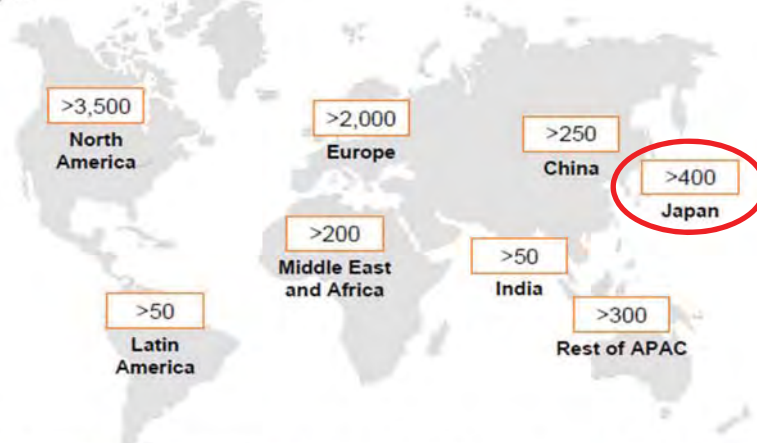 >3,500
North
America
>2,000
Europe
>250
China
>400
Japan
>200
Middle East
and Africa
>50
India
>50
Latin
America
>300
Rest of APAC